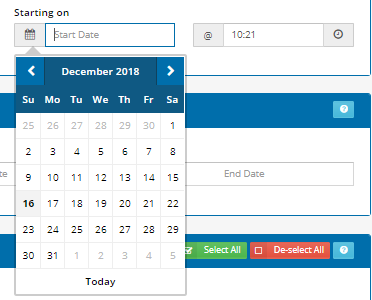 Starting on
Start Date @ 10:21
December 2018
Su Mo Tu We Th Fr Sa
25 26 27 28 29 30 1
2 3 4 5 6 7 8
9 10 11 12 13 14 15
End Date
16 17 18 19 20 21 22
23 24 25 26 27 28 29
Select All De-select All
30 31 1 2 3 4 5
Today